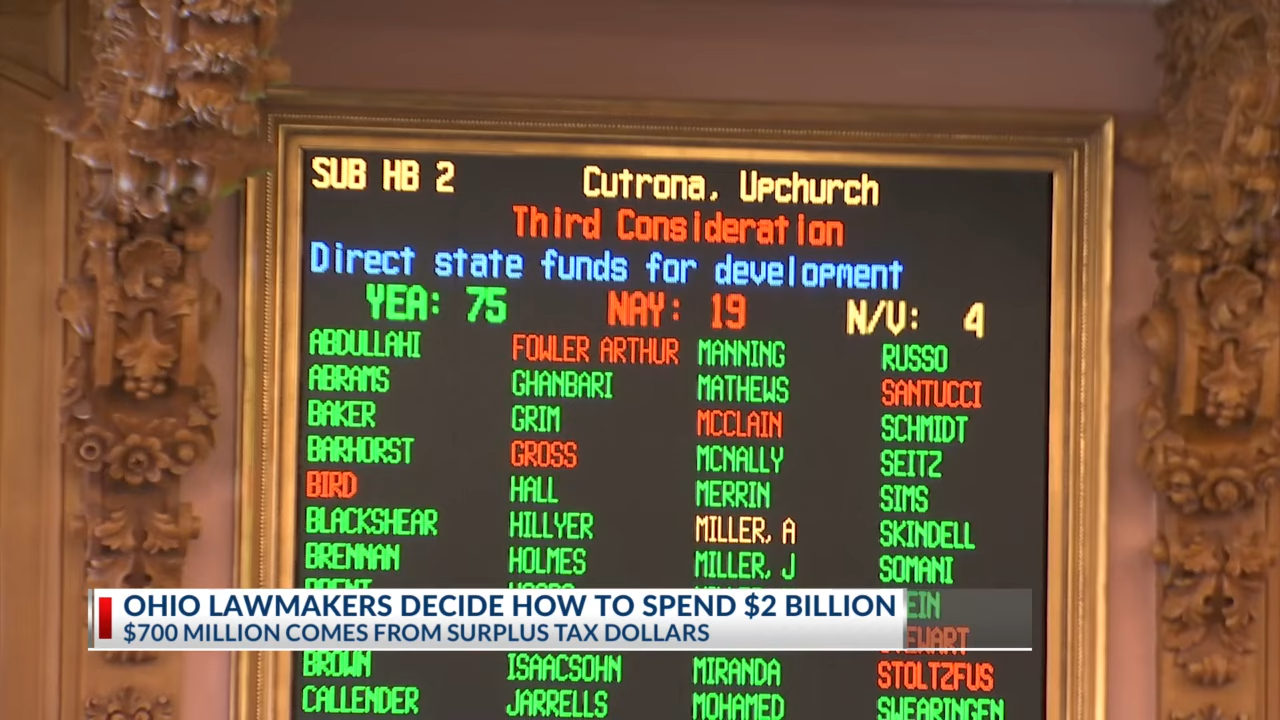 SUB HB 2 Cutrona, Upchurch
Third Consideration
Direct state funds for development
YEA: 75 NAY: 19 N/V: 4
ABDULLAHI FOWLER ARTHUR MANNING RUSSO
ABRAMS GHANBARI MATHEWS SANTUCCI
BAKER GRIM MCCLAIN SCHMIDT
BARHORST GROSS MCNALLY SEITZ
BIRD HALL MERRIN SIMS
BLACKSHEAR HILLYER MILLER, A SKINDELL
BRENNAN HOLMES MILLER, J SOMANI
OHIO LAWMAKERS DECIDE HOW TO SPEND $2 BILLION
$700 MILLION COMES FROM SURPLUS TAX DOLLARS
BROWN ISAACSOHN MIRANDA STOLTZFUS
CALLENDER JARRELLS MOHAMED SWEARINGEN